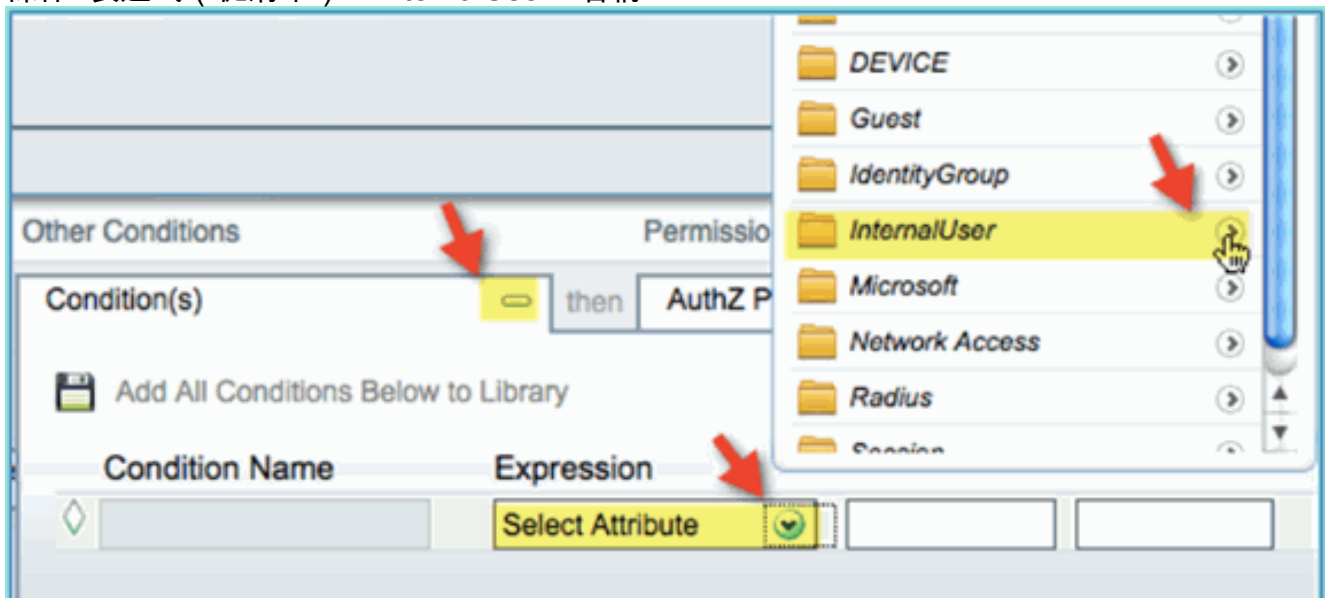 DEVICE
Guest
IdentityGroup
Other Conditions
Permissio
InternalUser
Condition(s)
then
AuthZ P
Microsoft
Network Access
Add All Conditions Below to Library
Radius
Condition Name
Expression
Select Attribute